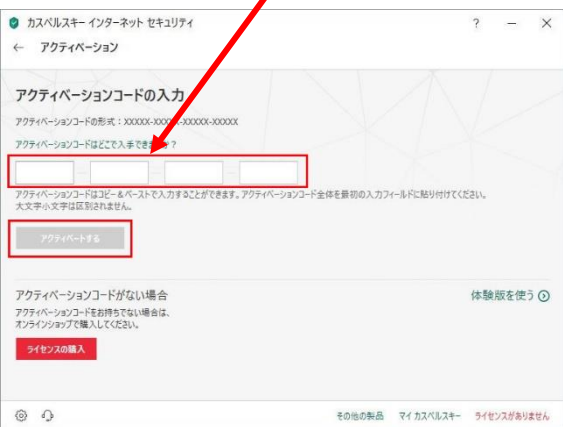 カスペルスキー インターネット セキュリティ
? — ×
← アクティベーション
アクティベーションコードの入力
アクティベーションコードの形式：XXXXX-XXXXX-XXXXX-XXXXX
アクティベーションコードはどこで入手できますか？
アクティベーションコードはコピー＆ペーストで入力することができます。アクティベーションコード全体を最初の入力フィールドに貼り付けてください。
大文字小文字は区別されません。
アクティベートする
アクティベーションコードがない場合
体験版を使う
アクティベーションコードをお持ちでない場合は、
オンラインショップで購入してください。
ライセンスの購入
その他の製品 マイ カスペルスキー ライセンスがありません